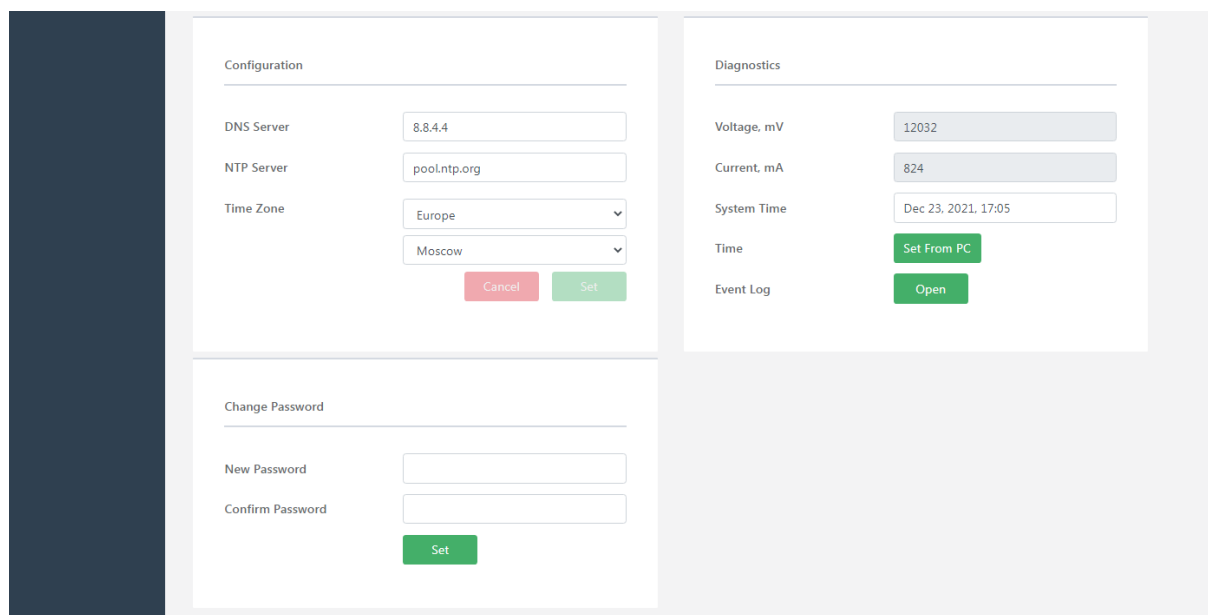 Configuration
DNS Server 8.8.4.4
NTP Server pool.ntp.org
Time Zone Europe
Moscow
Cancel Set
Diagnostics
Voltage, mV 12032
Current, mA 824
System Time Dec 23, 2021, 17:05
Time Set From PC
Event Log Open
Change Password
New Password
Confirm Password
Set